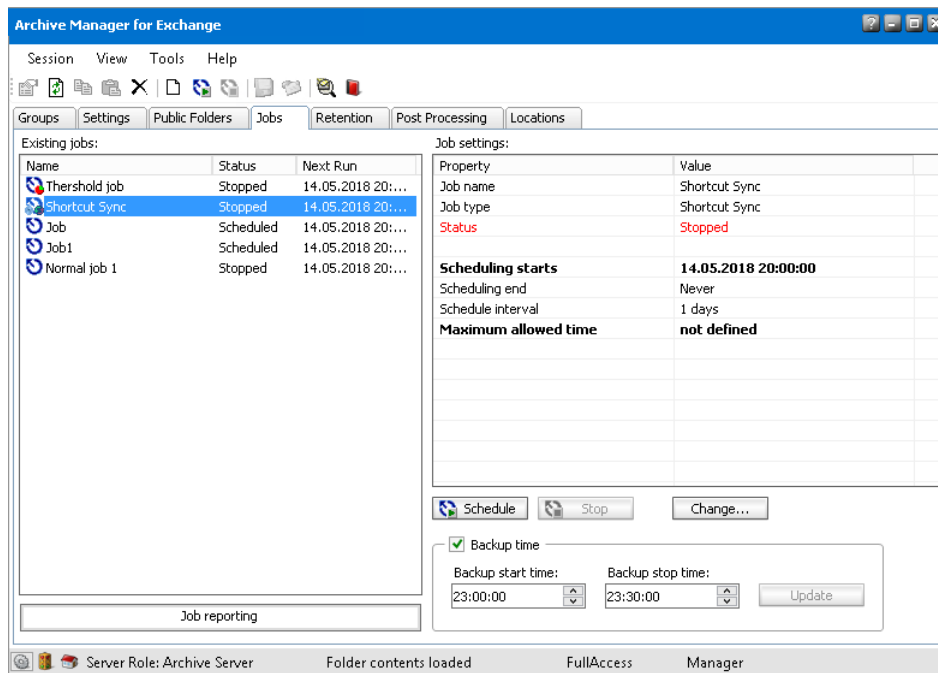 Archive Manager for Exchange
Session View Tools Help
Groups Settings Public Folders Jobs Retention Post Processing Locations
Existing jobs:
Name Status Next Run
Thershold job Stopped 14.05.2018 20:...
Shortcut Sync Stopped 14.05.2018 20:...
Job Scheduled 14.05.2018 20:...
Job1 Scheduled 14.05.2018 20:...
Normal job 1 Stopped 14.05.2018 20:...
Job reporting
Job settings:
Property Value
Job name Shortcut Sync
Job type Shortcut Sync
Status Stopped
Scheduling starts 14.05.2018 20:00:00
Scheduling end Never
Schedule interval 1 days
Maximum allowed time not defined
Schedule Stop Change...
Backup time
Backup start time: Backup stop time:
23:00:00 23:30:00 Update
Server Role: Archive Server Folder contents loaded FullAccess Manager